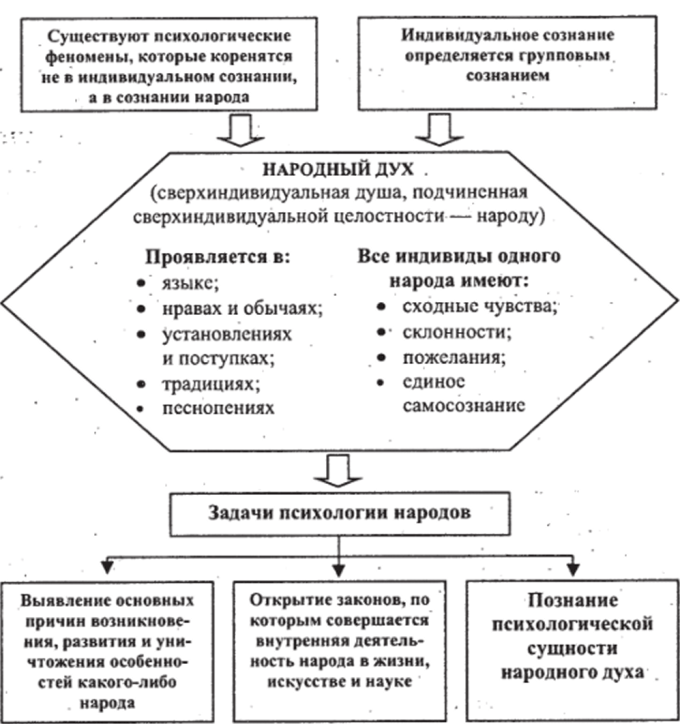 Существуют психологические
феномены, которые коренятся
не в индивидуальном сознании,
а в сознании народа
Индивидуальное сознание
определяется групповым
сознанием
НАРОДНЫЙ ДУХ
(сверхиндивидуальная душа, подчиненная
сверхиндивидуальной целостности — народу)
Проявляется в:
• языке;
• нравах и обычаях;
• установлениях
и поступках;
• традициях;
• песнопениях
Все индивиды одного
народа имеют:
• сходные чувства;
• склонности;
• пожелания;
• единое
самосознание
Задачи психологии народов
Выявление основных
причин возникнове-
ния, развития и уни-
чтожения особенно-
стей какого-либо
народа
Открытие законов, по
которым совершается
внутренняя деятель-
ность народа в жизни,
искусстве и науке
Познание
психологической
сущности
народного духа